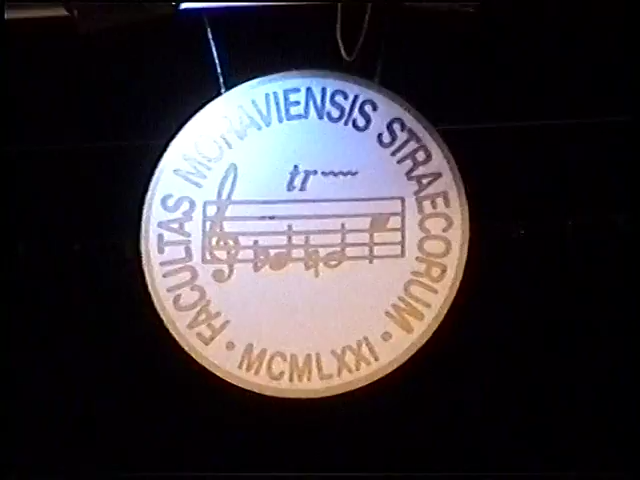 FACULTAS MORAVIENSIS STRAECORUM
tr
• MCMLXXI •